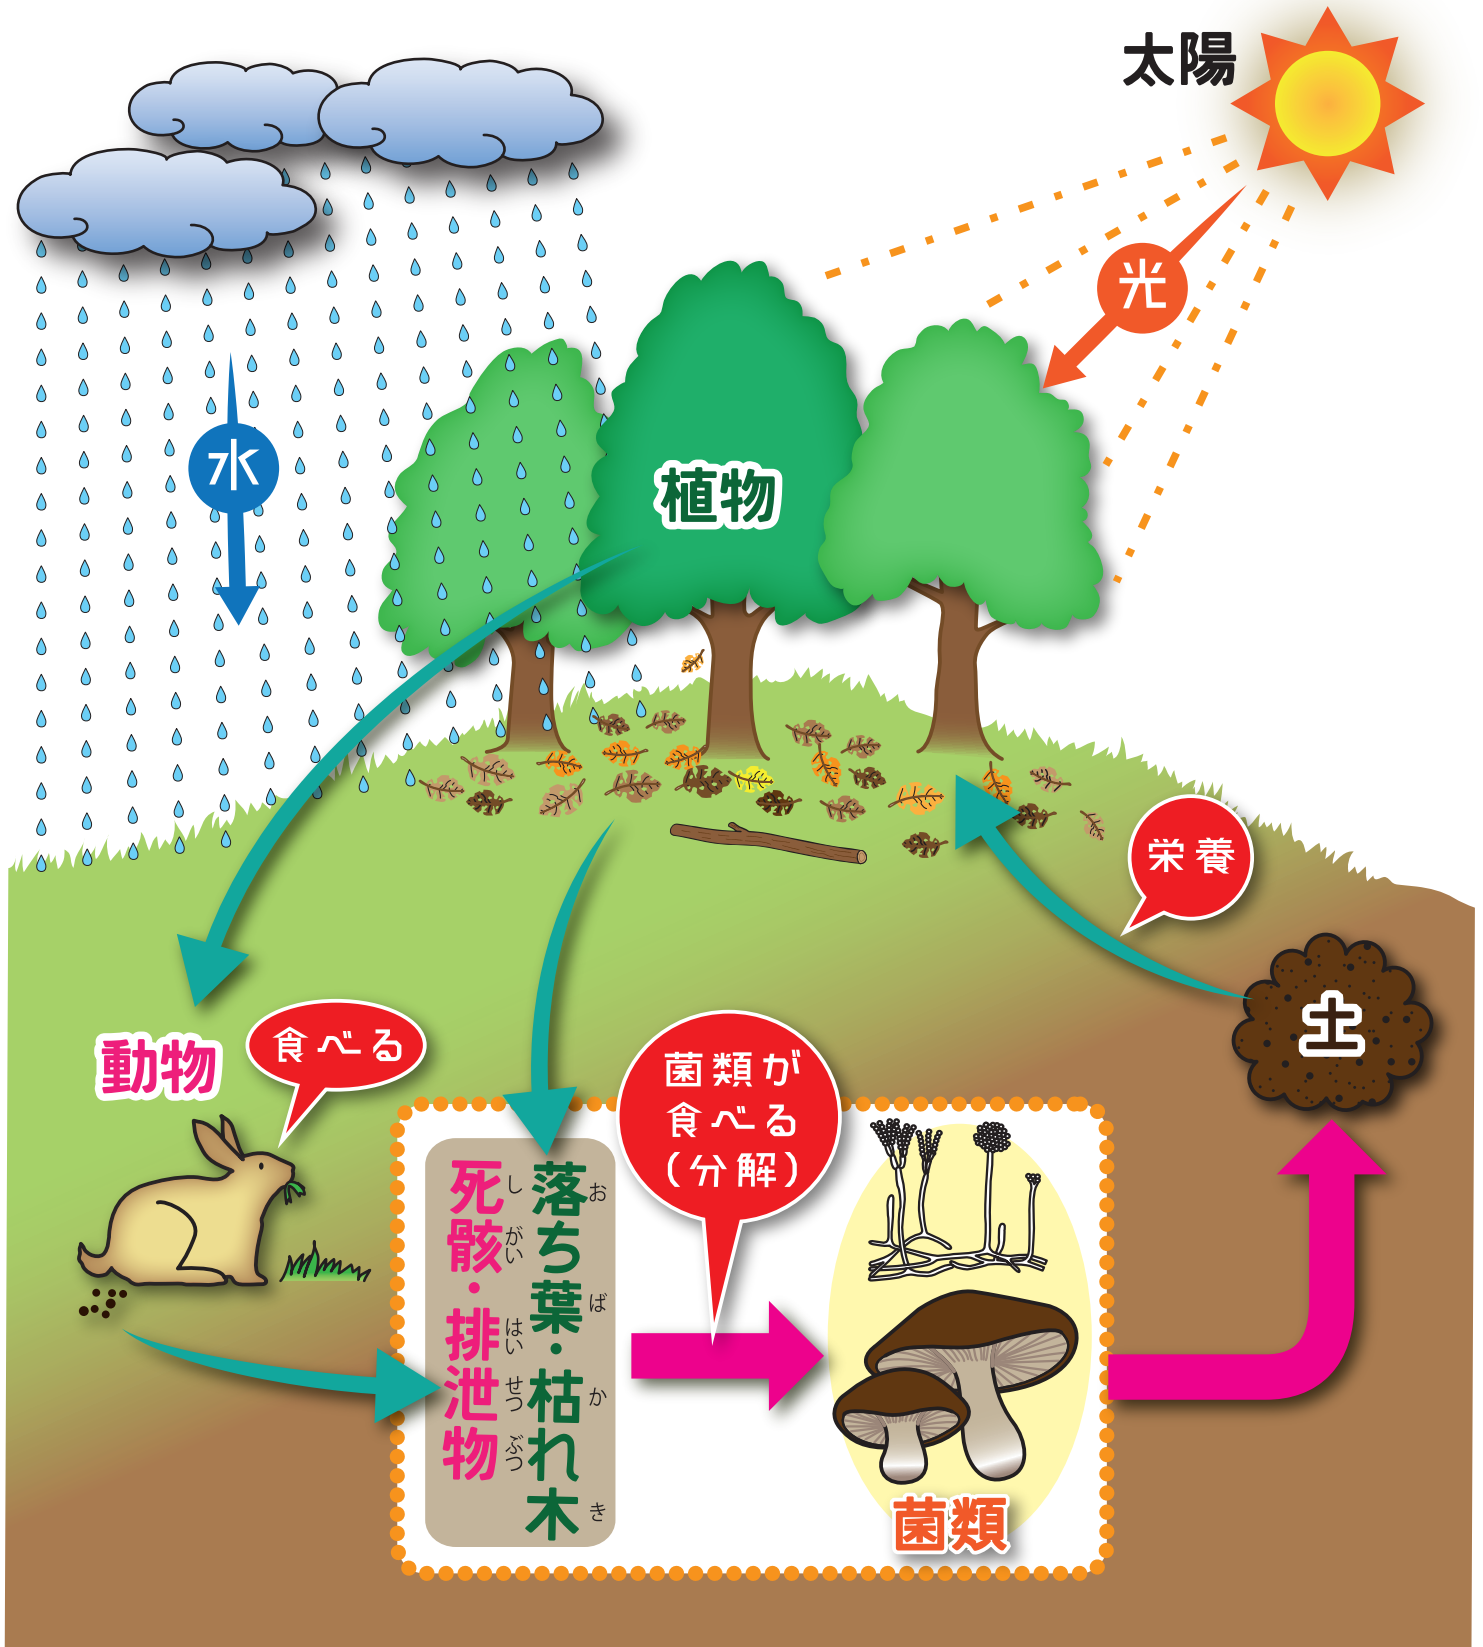 太陽
光
水
植物
栄養
土
動物
食べる
菌類が
食べる
（分解）
落ち葉・枯れ木
お
ば
か
き
死骸・排泄物
し
がい
はい
せつ
ぶつ
菌類